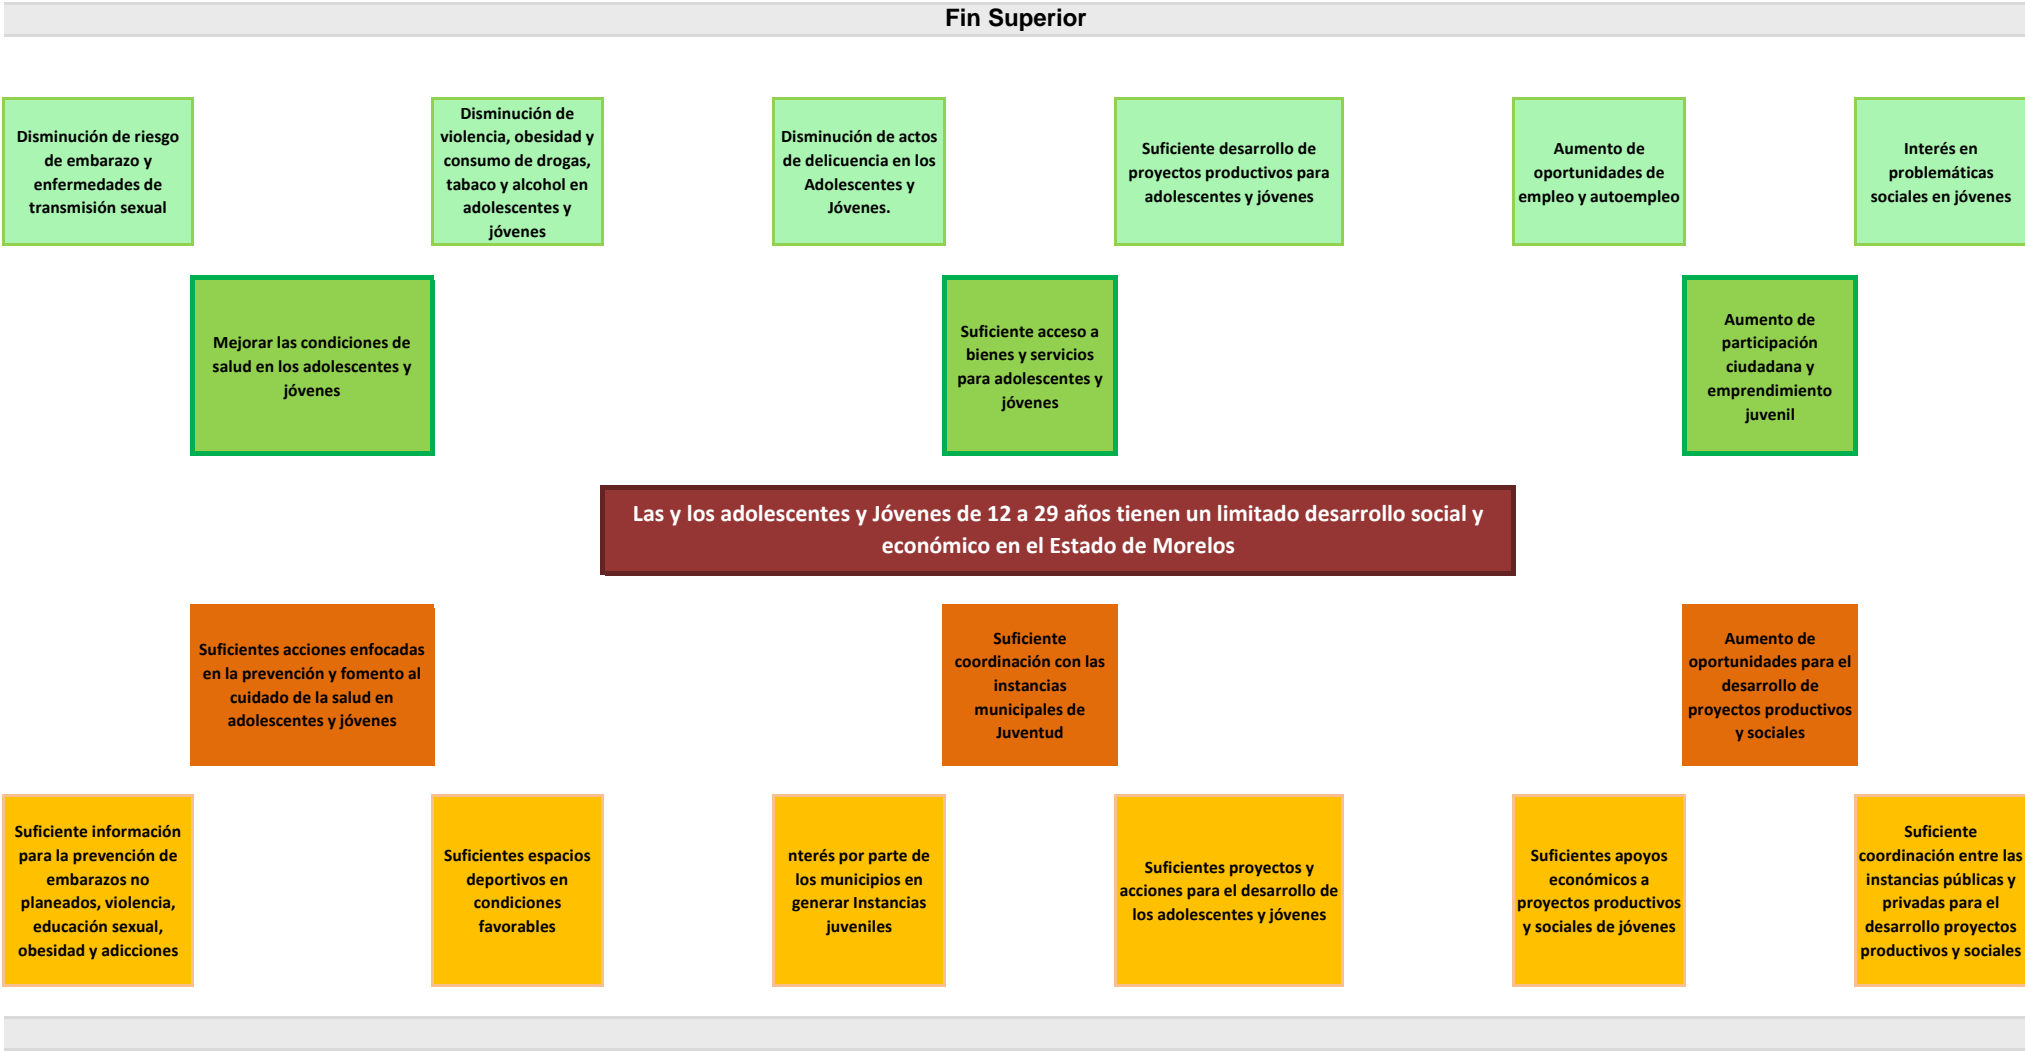 Fin Superior
Disminución de riesgo
de embarazo y
enfermedades de
transmisión sexual
Disminución de
violencia, obesidad y
consumo de drogas,
tabaco y alcohol en
adolescentes y
jóvenes
Disminución de actos
de delicuencia en los
Adolescentes y
Jóvenes.
Suficiente desarrollo de
proyectos productivos para
adolescentes y jóvenes
Aumento de
oportunidades de
empleo y autoempleo
Interés en
problemáticas
sociales en jóvenes
Mejorar las condiciones de
salud en los adolescentes y
jóvenes
Suficiente acceso a
bienes y servicios
para adolescentes y
jóvenes
Aumento de
participación
ciudadana y
emprendimiento
juvenil
Las y los adolescentes y Jóvenes de 12 a 29 años tienen un limitado desarrollo social y
económico en el Estado de Morelos
Suficientes acciones enfocadas
en la prevención y fomento al
cuidado de la salud en
adolescentes y jóvenes
Suficiente
coordinación con las
instancias
municipales de
Juventud
Aumento de
oportunidades para el
desarrollo de
proyectos productivos
y sociales
Suficiente información
para la prevención de
embarazos no
planeados, violencia,
educación sexual,
obesidad y adicciones
Suficientes espacios
deportivos en
condiciones
favorables
nterés por parte de
los municipios en
generar Instancias
juveniles
Suficientes proyectos y
acciones para el desarrollo de
los adolescentes y jóvenes
Suficientes apoyos
económicos a
proyectos productivos
y sociales de jóvenes
Suficiente
coordinación entre las
instancias públicas y
privadas para el
desarrollo proyectos
productivos y sociales